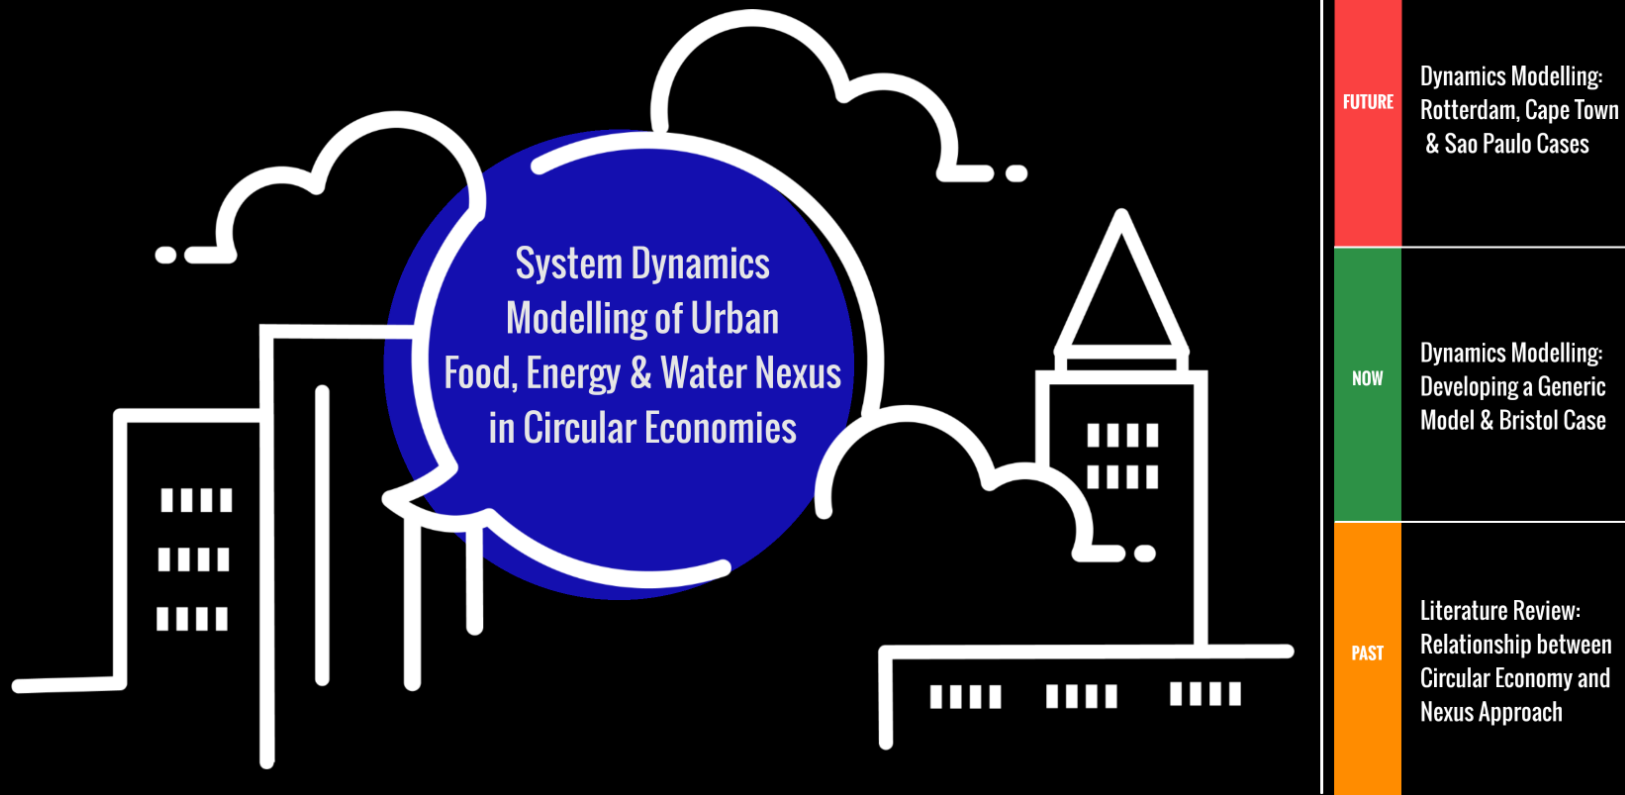 System Dynamics
Modelling of Urban
Food, Energy & Water Nexus
in Circular Economies
FUTURE
Dynamics Modelling:
Rotterdam, Cape Town
& Sao Paulo Cases
NOW
Dynamics Modelling:
Developing a Generic
Model & Bristol Case
PAST
Literature Review:
Relationship between
Circular Economy and
Nexus Approach